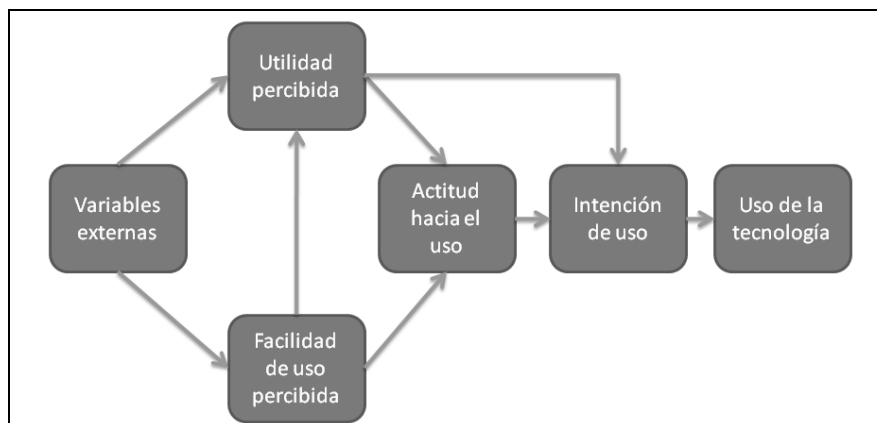 Utilidad
percibida
Variables
externas
Actitud
hacia el
uso
Intención
de uso
Uso de la
tecnología
Facilidad
de uso
percibida